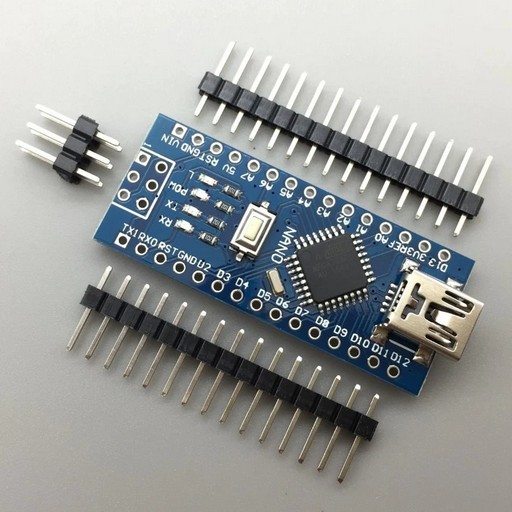 VIN GND RST 5V A7 A6 A5 A4 A3 A2 A1 A0 REF 3V3 D13
L
POW
TX
RX
NANO
TX1 RX0 RST GND U2 D3 D4 D5 D6 D7 D8 D9 D10 D11 D12